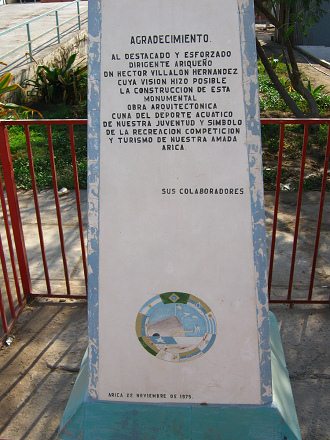 AGRADECIMIENTO.
AL DESTACADO Y ESFORZADO
DIRIGENTE ARIQUEÑO
DN HECTOR VILLALON HERNANDEZ
CUYA VISION HIZO POSIBLE
LA CONSTRUCCION DE ESTA
MONUMENTAL
OBRA ARQUITECTONICA
CUNA DEL DEPORTE ACUATICO
DE NUESTRA JUVENTUD Y SIMBOLO
DE LA RECREACION COMPETICION
Y TURISMO DE NUESTRA AMADA
ARICA
SUS COLABORADORES
ARICA 22 NOVIEMBRE DE 1975.